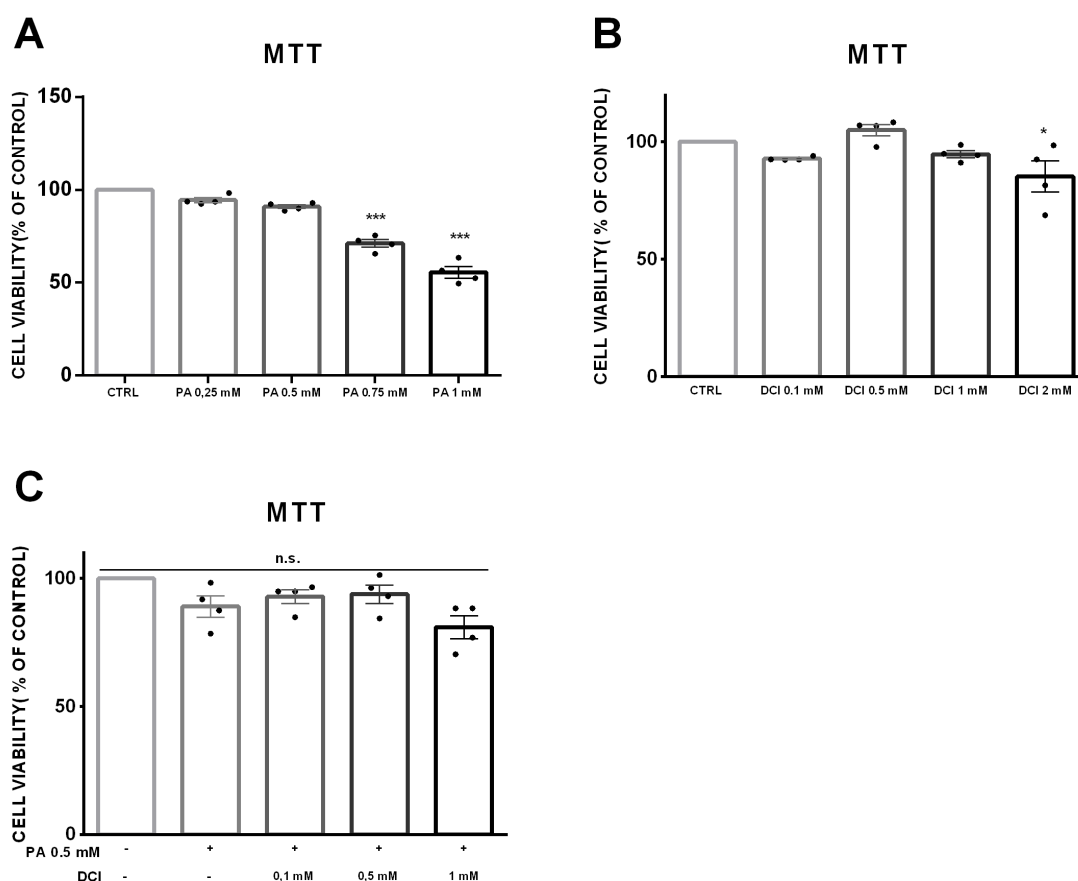 A
MTT
CELL VIABILITY(% OF CONTROL)
150
100
50
0
***
***
CTRL PA 0,25 mM PA 0.5 mM PA 0.75 mM PA 1 mM
B
MTT
CELL VIABILITY( % OF CONTROL)
100
50
0
*
CTRL DCI 0.1 mM DCI 0.5 mM DCI 1 mM DCI 2 mM
C
MTT
CELL VIABILITY( % OF CONTROL)
n.s.
100
50
0
PA 0.5 mM - + + + +
DCI - - 0,1 mM 0,5 mM 1 mM